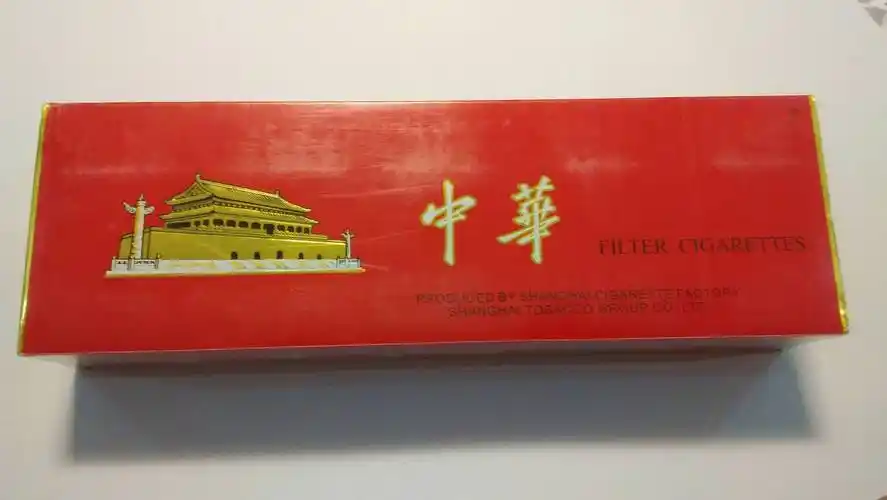 中華
FILTER CIGARETTES
PRODUCED BY SHANGHAI CIGARETTE FACTORY
SHANGHAI TOBACCO GROUP CO. LTD.